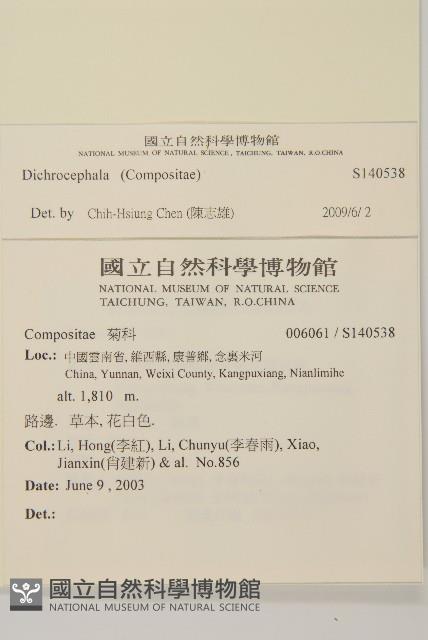 國立自然科學博物館
NATIONAL MUSEUM OF NATURAL SCIENCE, TAICHUNG, TAIWAN, R.O.CHINA
Dichrocephala (Compositae) S140538
Det. by Chih-Hsiung Chen (陳志雄) 2009/6/2
國立自然科學博物館
NATIONAL MUSEUM OF NATURAL SCIENCE
TAICHUNG, TAIWAN, R.O.CHINA
Compositae 菊科 006061 / S140538
Loc.: 中國雲南省, 維西縣, 康普鄉, 念裏米河
China, Yunnan, Weixi County, Kangpuxiang, Nianlimihe
alt. 1,810 m.
路邊. 草本, 花白色.
Col.: Li, Hong(李紅), Li, Chunyu(李春雨), Xiao,
Jianxin(肖建新) & al. No.856
Date: June 9 , 2003
Det.:
國立自然科學博物館
NATIONAL MUSEUM OF NATURAL SCIENCE